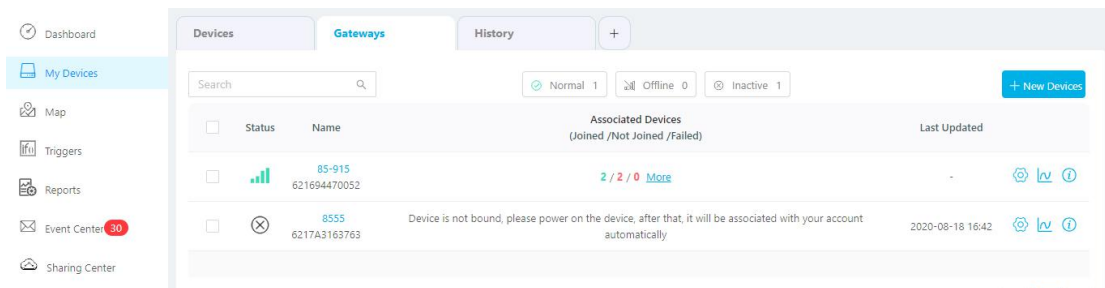 Dashboard
My Devices
Map
Triggers
Reports
Event Center 30
Sharing Center
Devices
Gateways
History
+
Search
Normal 1
Offline 0
Inactive 1
+ New Devices
Status
Name
Associated Devices
(Joined /Not Joined /Failed)
Last Updated
85-915
621694470052
2 / 2 / 0 More
-
8555
6217A3163763
Device is not bound, please power on the device, after that, it will be associated with your account
automatically
2020-08-18 16:42